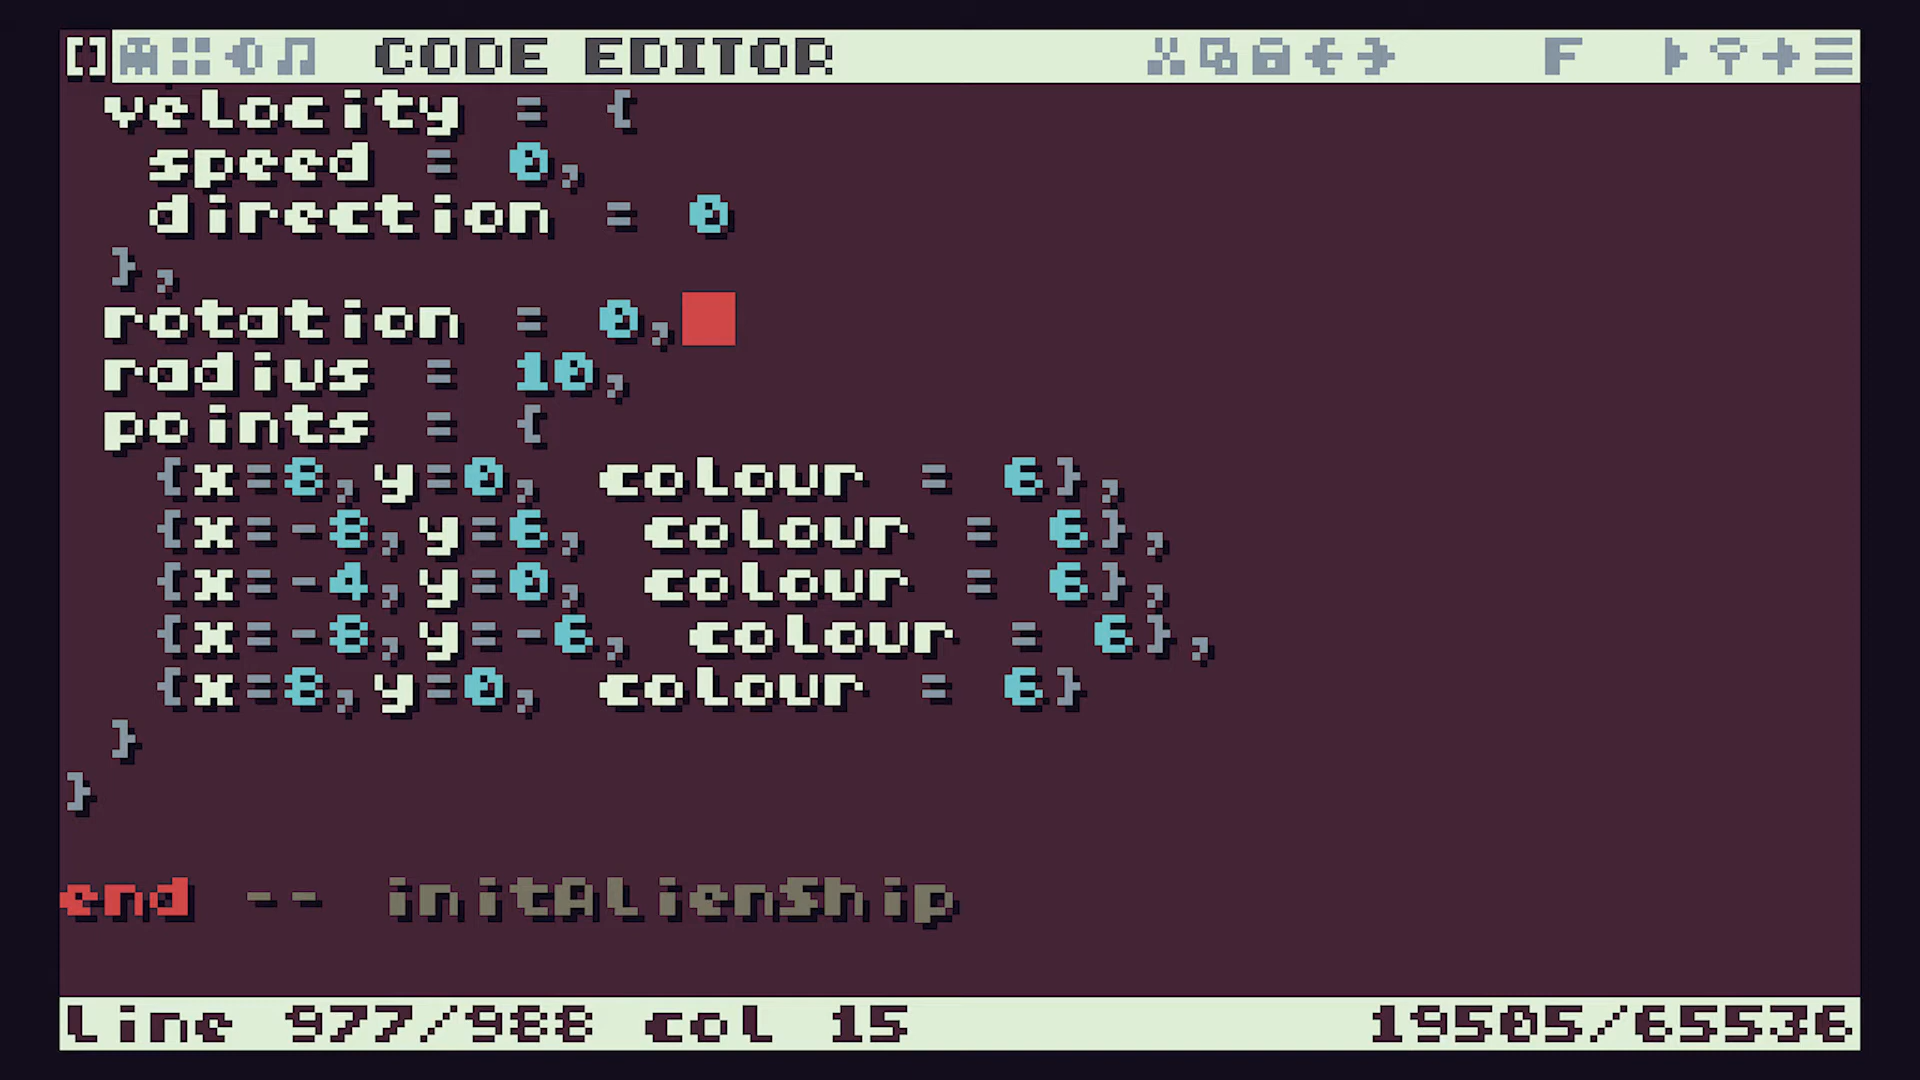 CODE EDITOR F
velocity = {
speed = 0,
direction = 0
},
rotation = 0,
radius = 10,
points = {
{x=8,y=0, colour = 6},
{x=-8,y=6, colour = 6},
{x=-4,y=0, colour = 6},
{x=-8,y=-6, colour = 6},
{x=8,y=0, colour = 6}
}
}
end -- initAlienShip
line 977/988 col 15 19505/65536